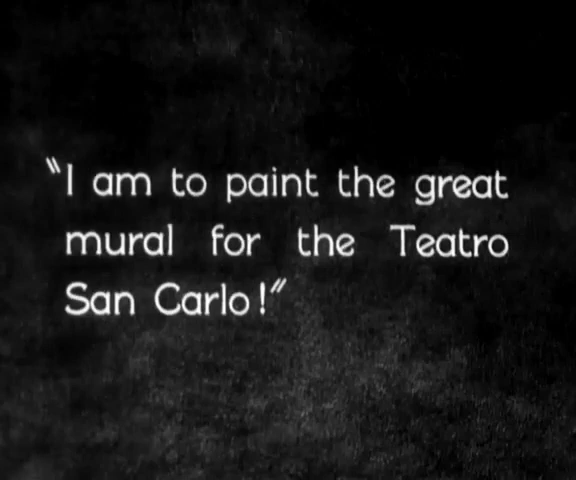 "I am to paint the great
mural for the Teatro
San Carlo!"